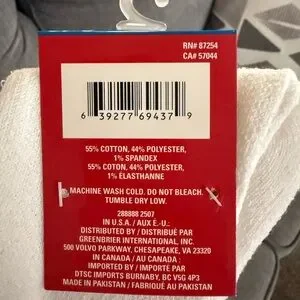 RN# 87254
CA# 57044
6 39277 69437 9
55% COTTON, 44% POLYESTER,
1% SPANDEX
55% COTON, 44% POLYESTER,
1% ÉLASTHANNE
MACHINE WASH COLD. DO NOT BLEACH.
TUMBLE DRY LOW.
288888 2507
IN U.S.A. / AUX É.-U.:
DISTRIBUTED BY / DISTRIBUÉ PAR
GREENBRIER INTERNATIONAL, INC.
500 VOLVO PARKWAY, CHESAPEAKE, VA 23320
IN CANADA / AU CANADA :
IMPORTED BY / IMPORTÉ PAR
DTSC IMPORTS BURNABY, BC V5G 4P3
MADE IN PAKISTAN / FABRIQUÉ AU PAKISTAN